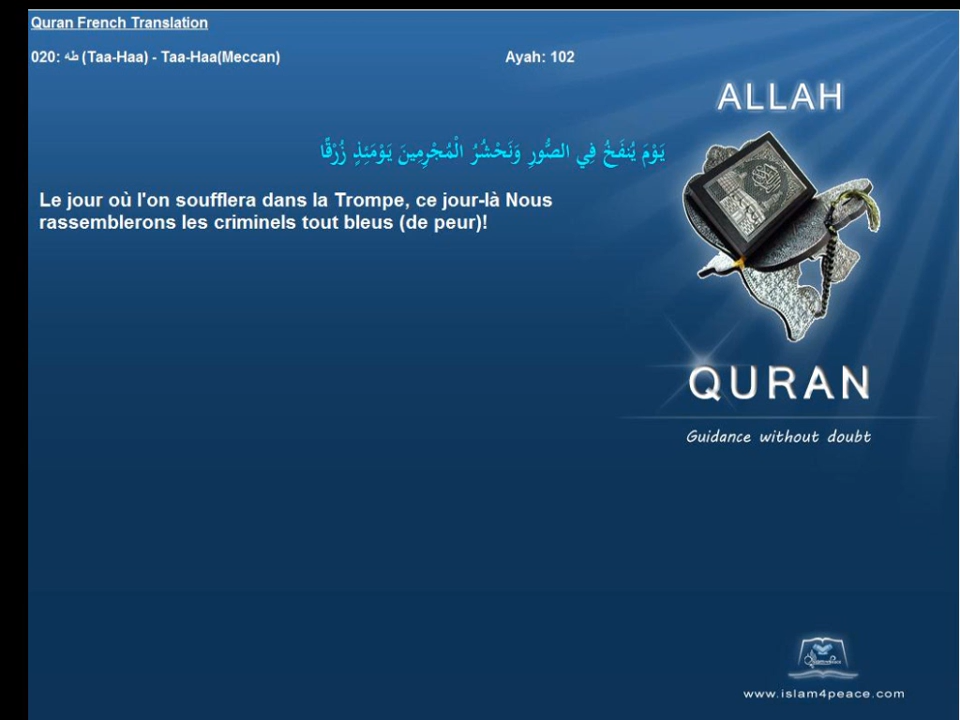 Quran French Translation
020: طه (Taa-Haa) - Taa-Haa(Meccan) Ayah: 102
ALLAH
يَوْمَ يُنفَخُ فِي الصُّورِ وَنَحْشُرُ الْمُجْرِمِينَ يَوْمَئِذٍ زُرْقًا
Le jour où l'on soufflera dans la Trompe, ce jour-là Nous
rassemblerons les criminels tout bleus (de peur)!
QURAN
Guidance without doubt
www.islam4peace.com